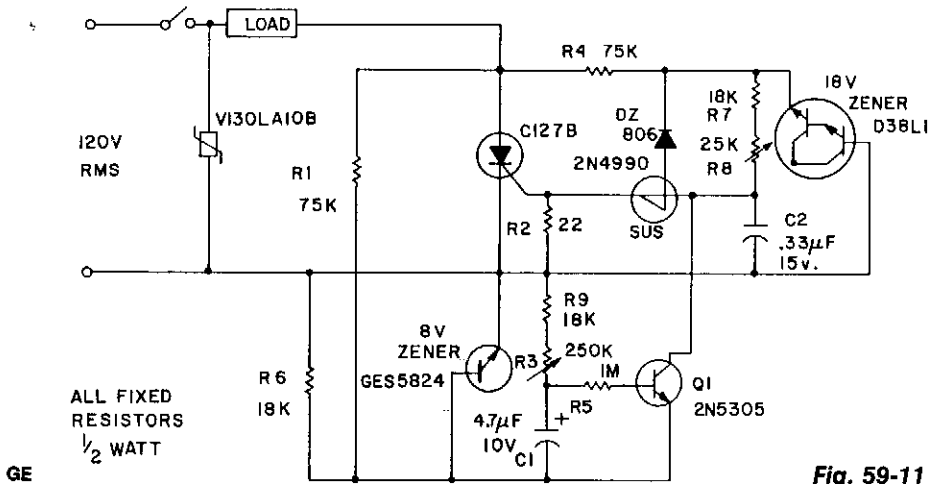 LOAD
R4 75K
V130LA10B
120V
RMS
R1
75K
C127B
DZ
806
2N4990
SUS
18K
R7
25K
R8
18V
ZENER
D38L1
R2
22
C2
.33µF
15v.
R9
18K
8V
ZENER
GES5824
R3
250K
1M
R5
Q1
2N5305
R6
18K
+
4.7µF
10V
C1
ALL FIXED
RESISTORS
1/2 WATT
GE
Fig. 59-11